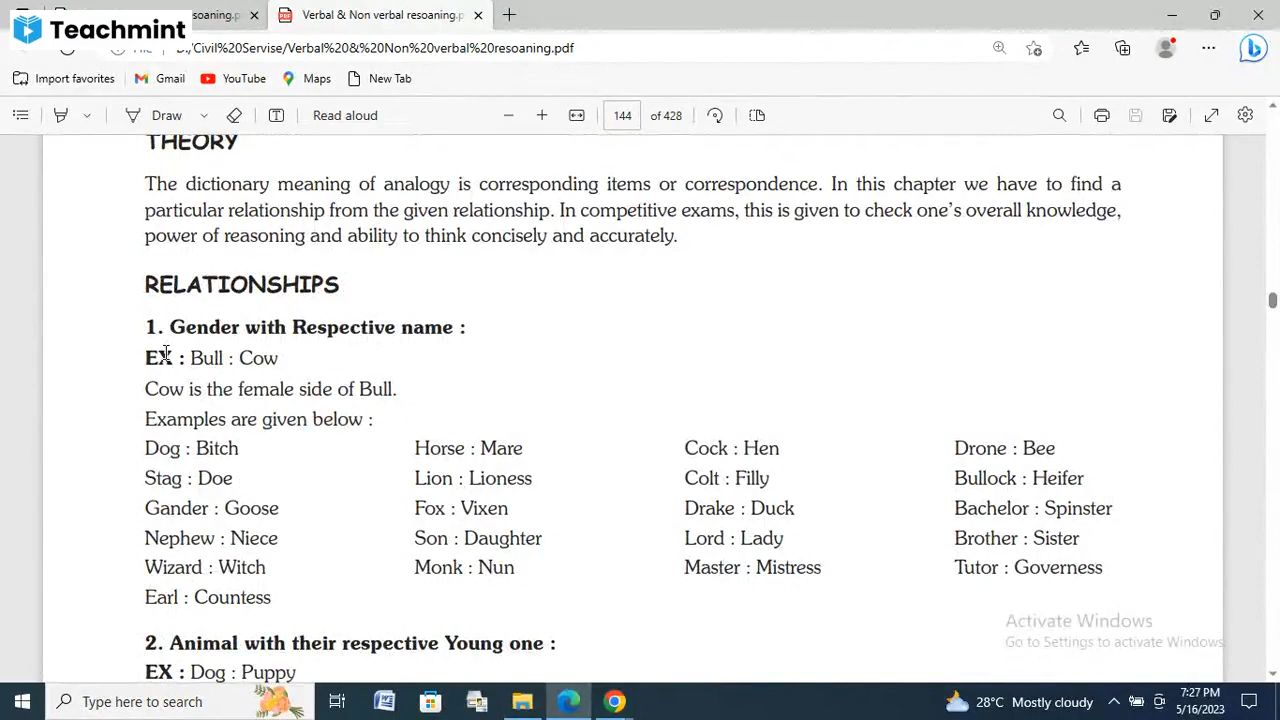 Teachmint
resoaning.p
Verbal & Non verbal resoaning.pdf
D:/Civil%20Servise/Verbal%20&%20Non%20verbal%20resoaning.pdf
Import favorites Gmail YouTube Maps New Tab
Draw Read aloud 144 of 428
THEORY
The dictionary meaning of analogy is corresponding items or correspondence. In this chapter we have to find a
particular relationship from the given relationship. In competitive exams, this is given to check one's overall knowledge,
power of reasoning and ability to think concisely and accurately.
RELATIONSHIPS
1. Gender with Respective name :
EX : Bull : Cow
Cow is the female side of Bull.
Examples are given below :
Dog : Bitch Horse : Mare Cock : Hen Drone : Bee
Stag : Doe Lion : Lioness Colt : Filly Bullock : Heifer
Gander : Goose Fox : Vixen Drake : Duck Bachelor : Spinster
Nephew : Niece Son : Daughter Lord : Lady Brother : Sister
Wizard : Witch Monk : Nun Master : Mistress Tutor : Governess
Earl : Countess
Activate Windows
Go to Settings to activate Windows.
2. Animal with their respective Young one :
EX : Dog : Puppy
Type here to search 28°C Mostly cloudy 7:27 PM
5/16/2023